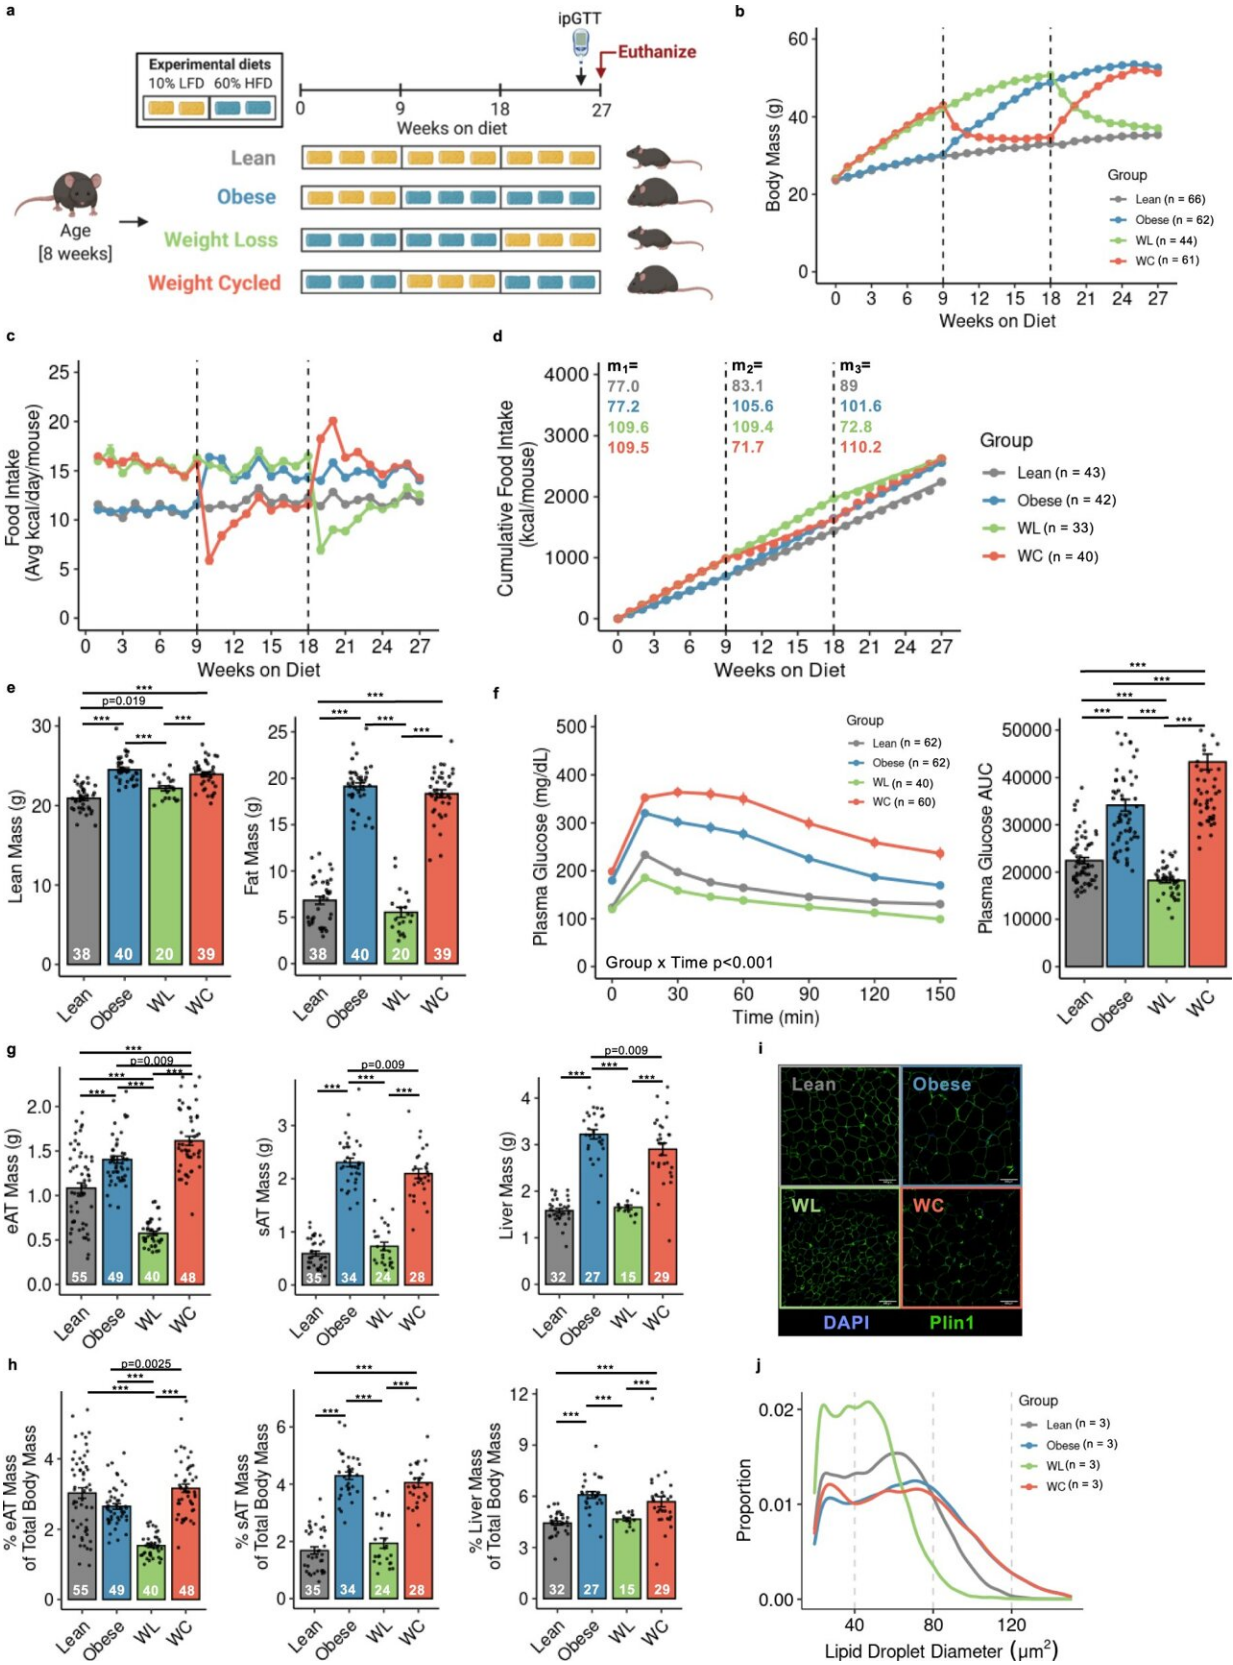 a
ipGTT
Euthanize
Experimental diets
10% LFD 60% HFD
0 9 18 27
Weeks on diet
Lean
Obese
Weight Loss
Weight Cycled
Age
[8 weeks]
b
Body Mass (g)
60
40
20
0
0 3 6 9 12 15 18 21 24 27
Weeks on Diet
Group
Lean (n = 66)
Obese (n = 62)
WL (n = 44)
WC (n = 61)
c
Food Intake
(Avg kcal/day/mouse)
25
20
15
10
5
0
0 3 6 9 12 15 18 21 24 27
Weeks on Diet
d
Cumulative Food Intake
(kcal/mouse)
4000
3000
2000
1000
0
m1= m2= m3=
77.0 83.1 89
77.2 105.6 101.6
109.6 109.4 72.8
109.5 71.7 110.2
0 3 6 9 12 15 18 21 24 27
Weeks on Diet
Group
Lean (n = 43)
Obese (n = 42)
WL (n = 33)
WC (n = 40)
e
Lean Mass (g)
30
20
10
0
***
p=0.019
*** ***
***
38 40 20 39
Lean Obese WL WC
Fat Mass (g)
25
20
15
10
5
0
***
*** ***
***
38 40 20 39
Lean Obese WL WC
f
Plasma Glucose (mg/dL)
500
400
300
200
100
0
Group x Time p<0.001
0 30 60 90 120 150
Time (min)
Group
Lean (n = 62)
Obese (n = 62)
WL (n = 40)
WC (n = 60)
Plasma Glucose AUC
50000
40000
30000
20000
10000
0
***
***
***
*** ***
***
Lean Obese WL WC
g
eAT Mass (g)
2.0
1.5
1.0
0.5
0.0
***
p=0.009
*** ***
***
***
55 49 40 48
Lean Obese WL WC
sAT Mass (g)
3
2
1
0
p=0.009
***
*** ***
35 34 24 28
Lean Obese WL WC
Liver Mass (g)
4
3
2
1
0
p=0.009
***
*** ***
32 27 15 29
Lean Obese WL WC
h
% eAT Mass
of Total Body Mass
4
2
0
p=0.0025
***
***
***
55 49 40 48
Lean Obese WL WC
% sAT Mass
of Total Body Mass
6
4
2
0
***
***
***
***
35 34 24 28
Lean Obese WL WC
% Liver Mass
of Total Body Mass
12
9
6
3
0
***
***
***
***
32 27 15 29
Lean Obese WL WC
i
Lean Obese
WL WC
DAPI Plin1
j
Proportion
0.02
0.01
0.00
40 80 120
Lipid Droplet Diameter (µm²)
Group
Lean (n = 3)
Obese (n = 3)
WL (n = 3)
WC (n = 3)